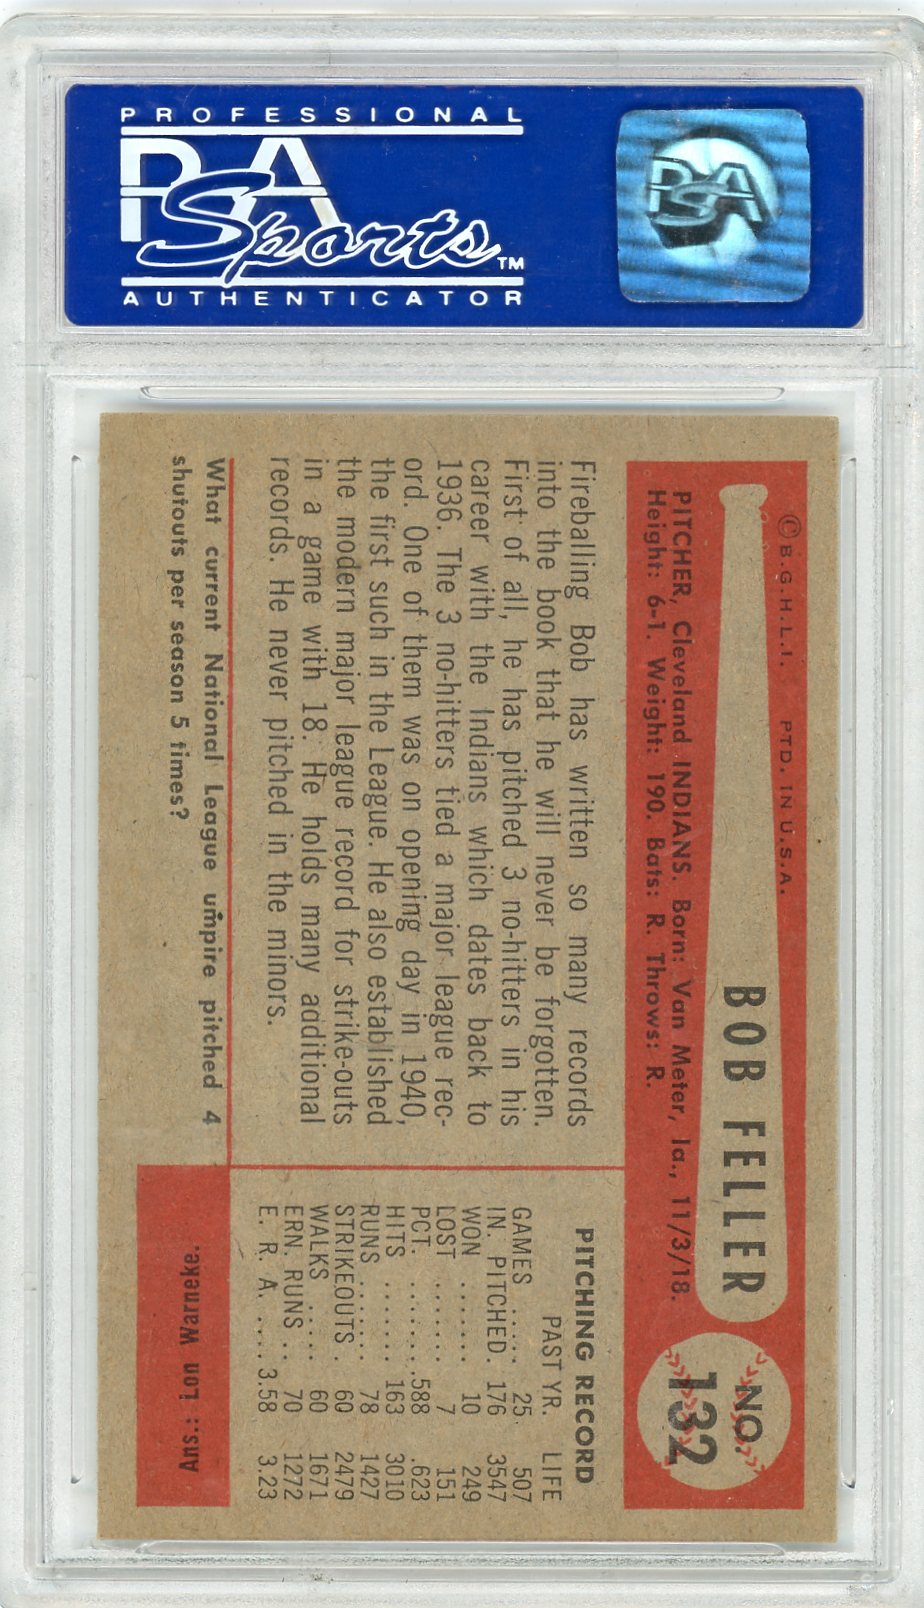 PROFESSIONAL
PSA
Sports™
AUTHENTICATOR
PSA
© B.G.H.L.I. PTD. IN U.S.A.
BOB FELLER
NO.
132
PITCHER, Cleveland INDIANS. Born: Van Meter, Ia., 11/3/18.
Height: 6-1. Weight: 190. Bats: R. Throws: R.
Fireballing Bob has written so many records
into the book that he will never be forgotten.
First of all, he has pitched 3 no-hitters in his
career with the Indians which dates back to
1936. The 3 no-hitters tied a major league rec-
ord. One of them was on opening day in 1940,
the first such in the League. He also established
the modern major league record for strike-outs
in a game with 18. He holds many additional
records. He never pitched in the minors.
PITCHING RECORD
PAST YR. LIFE
GAMES ..... 25 507
IN. PITCHED. 176 3547
WON ....... 10 249
LOST ....... 7 151
PCT. ....... .588 .623
HITS ...... 163 3010
RUNS ...... 78 1427
STRIKEOUTS . 60 2479
WALKS ..... 60 1671
ERN. RUNS .. 70 1272
E. R. A. .... 3.58 3.23
What current National League umpire pitched 4
shutouts per season 5 times?
Ans.: Lon Warneke.